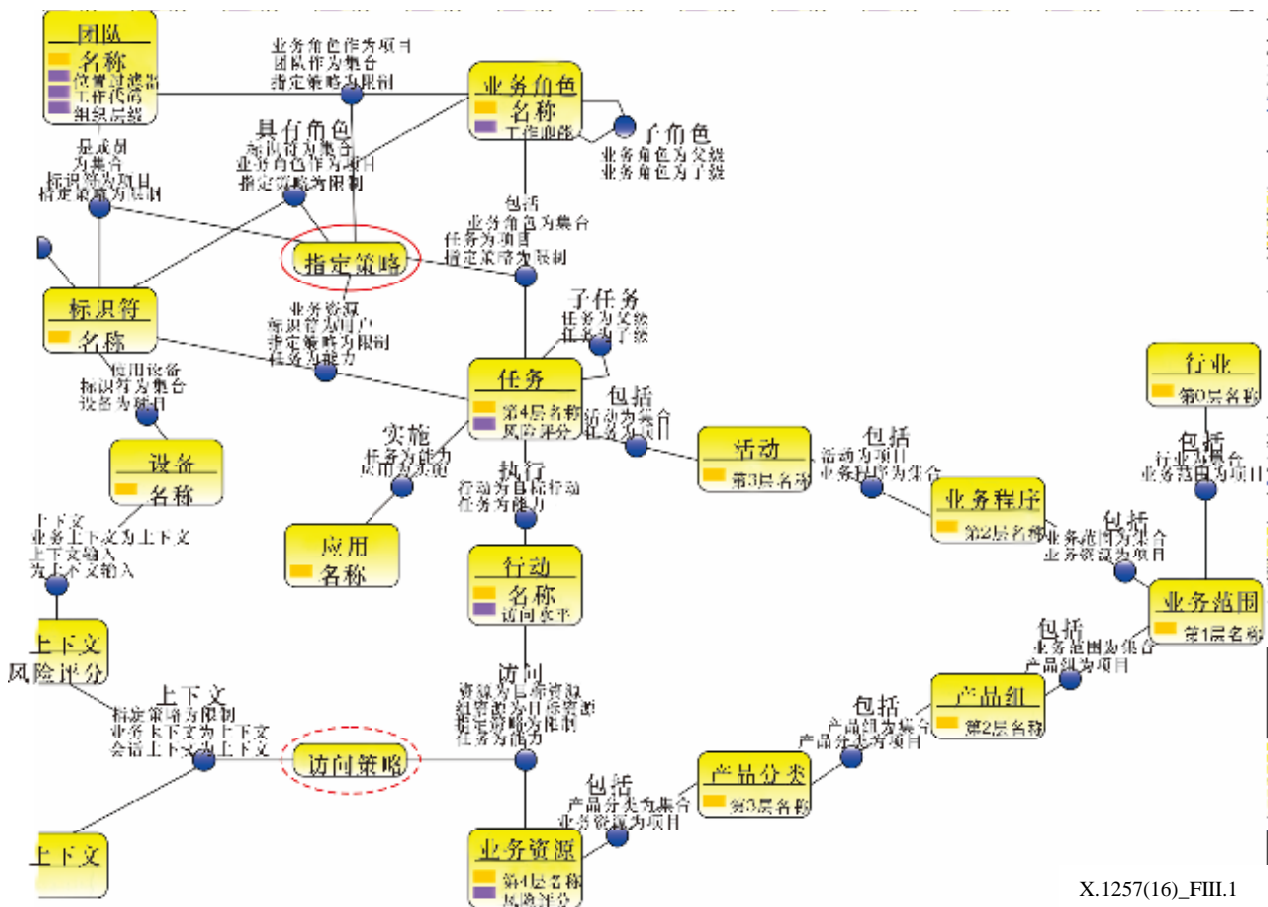 团队
名称
位置过滤器
工作代码
组织层级
业务角色作为项目
团队作为集合
指定策略为限制
业务角色
名称
工作职能
子角色
业务角色为父级
业务角色为子级
具有角色
标识符为集合
业务角色作为项目
指定策略为限制
是成员
为集合
标识符为项目
指定策略为限制
包括
业务角色为集合
任务为项目
指定策略为限制
指定策略
标识符
名称
业务资源
标识符为用户
指定策略为限制
任务为能力
子任务
任务为父级
任务为子级
任务
第4层名称
风险评分
行业
第0层名称
使用设备
标识符为集合
设备为项目
包括
活动为集合
任务为项目
实施
任务为能力
应用为实施
执行
行动为目标行动
任务为能力
活动
第3层名称
包括
活动为项目
业务程序为集合
包括
行业为集合
业务范围为项目
设备
名称
业务程序
第2层名称
包括
业务范围为集合
业务资源为项目
上下文
业务上下文为上下文
上下文输入
为上下文输入
应用
名称
行动
名称
访问水平
业务范围
第1层名称
上下文
风险评分
包括
业务范围为集合
产品组为项目
上下文
指定策略为限制
业务上下文为上下文
会话上下文为上下文
访问
资源为目标资源
组资源为目标资源
指定策略为限制
任务为能力
产品组
第2层名称
包括
产品组为集合
产品分类为项目
访问策略
产品分类
第3层名称
包括
产品分类为集合
业务资源为项目
上下文
业务资源
第4层名称
风险评分
X.1257(16)_FIII.1